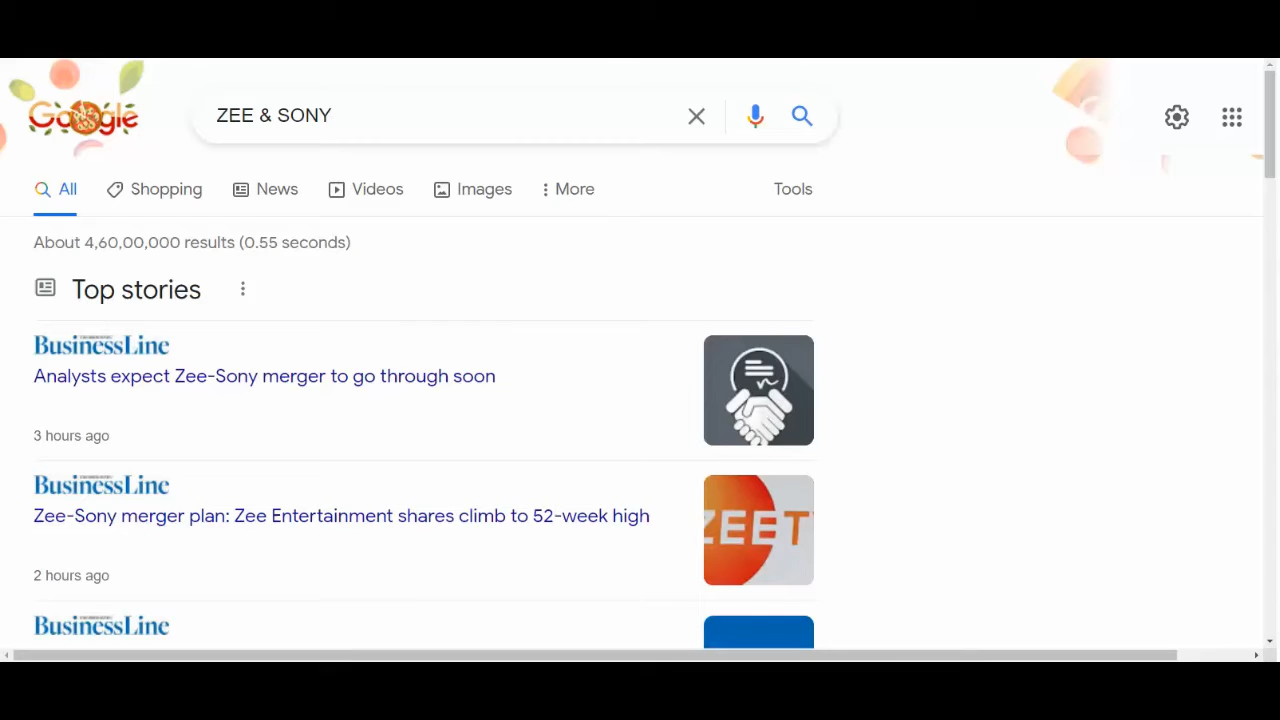 Google
ZEE & SONY
All Shopping News Videos Images More Tools
About 4,60,00,000 results (0.55 seconds)
Top stories
BusinessLine
Analysts expect Zee-Sony merger to go through soon
3 hours ago
BusinessLine
Zee-Sony merger plan: Zee Entertainment shares climb to 52-week high
ZEE T
2 hours ago
BusinessLine